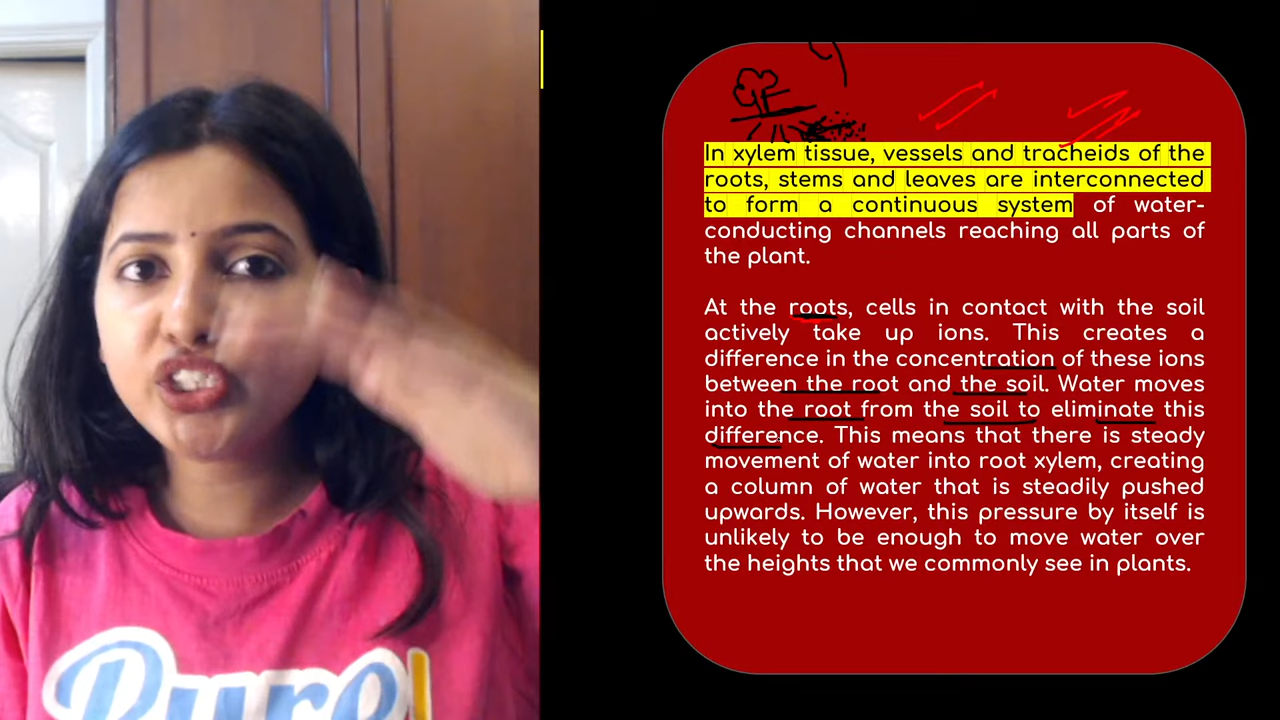 In xylem tissue, vessels and tracheids of the
roots, stems and leaves are interconnected
to form a continuous system of water-
conducting channels reaching all parts of
the plant.
At the roots, cells in contact with the soil
actively take up ions. This creates a
difference in the concentration of these ions
between the root and the soil. Water moves
into the root from the soil to eliminate this
difference. This means that there is steady
movement of water into root xylem, creating
a column of water that is steadily pushed
upwards. However, this pressure by itself is
unlikely to be enough to move water over
the heights that we commonly see in plants.
Pure!